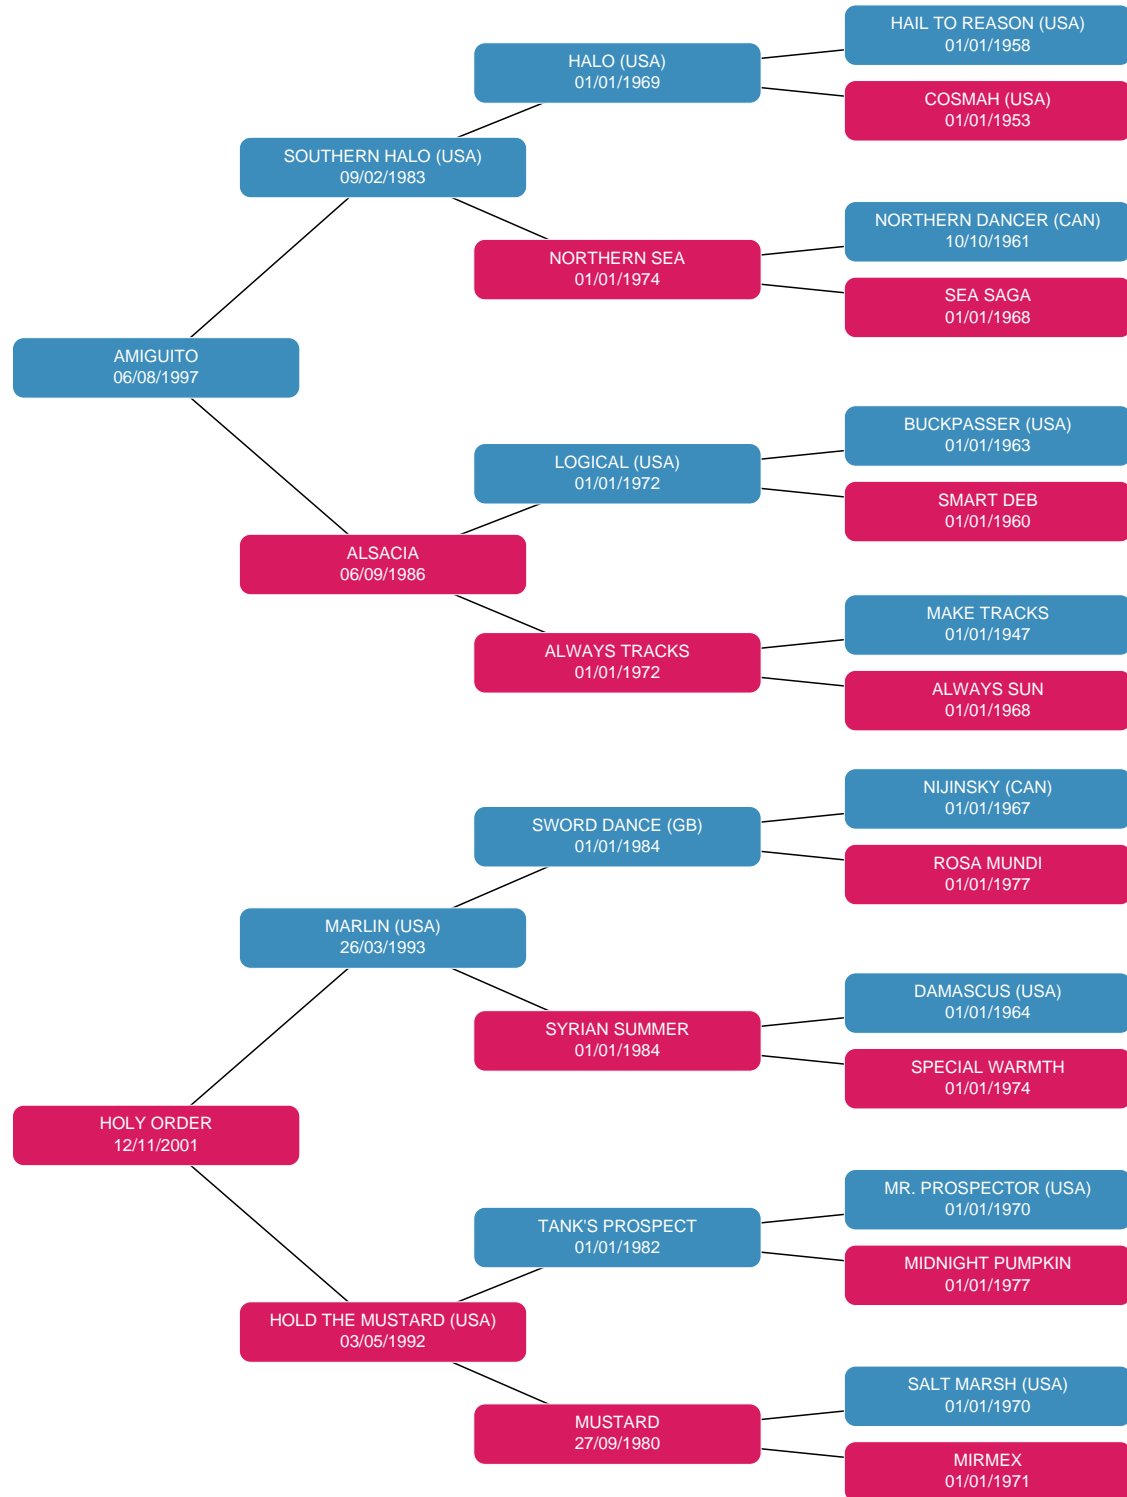 HAIL TO REASON (USA)
01/01/1958
HALO (USA)
01/01/1969
COSMAH (USA)
01/01/1953
SOUTHERN HALO (USA)
09/02/1983
NORTHERN DANCER (CAN)
10/10/1961
NORTHERN SEA
01/01/1974
SEA SAGA
01/01/1968
AMIGUITO
06/08/1997
BUCKPASSER (USA)
01/01/1963
LOGICAL (USA)
01/01/1972
SMART DEB
01/01/1960
ALSACIA
06/09/1986
MAKE TRACKS
01/01/1947
ALWAYS TRACKS
01/01/1972
ALWAYS SUN
01/01/1968
NIJINSKY (CAN)
01/01/1967
SWORD DANCE (GB)
01/01/1984
ROSA MUNDI
01/01/1977
MARLIN (USA)
26/03/1993
DAMASCUS (USA)
01/01/1964
SYRIAN SUMMER
01/01/1984
SPECIAL WARMTH
01/01/1974
HOLY ORDER
12/11/2001
MR. PROSPECTOR (USA)
01/01/1970
TANK'S PROSPECT
01/01/1982
MIDNIGHT PUMPKIN
01/01/1977
HOLD THE MUSTARD (USA)
03/05/1992
SALT MARSH (USA)
01/01/1970
MUSTARD
27/09/1980
MIRMEX
01/01/1971